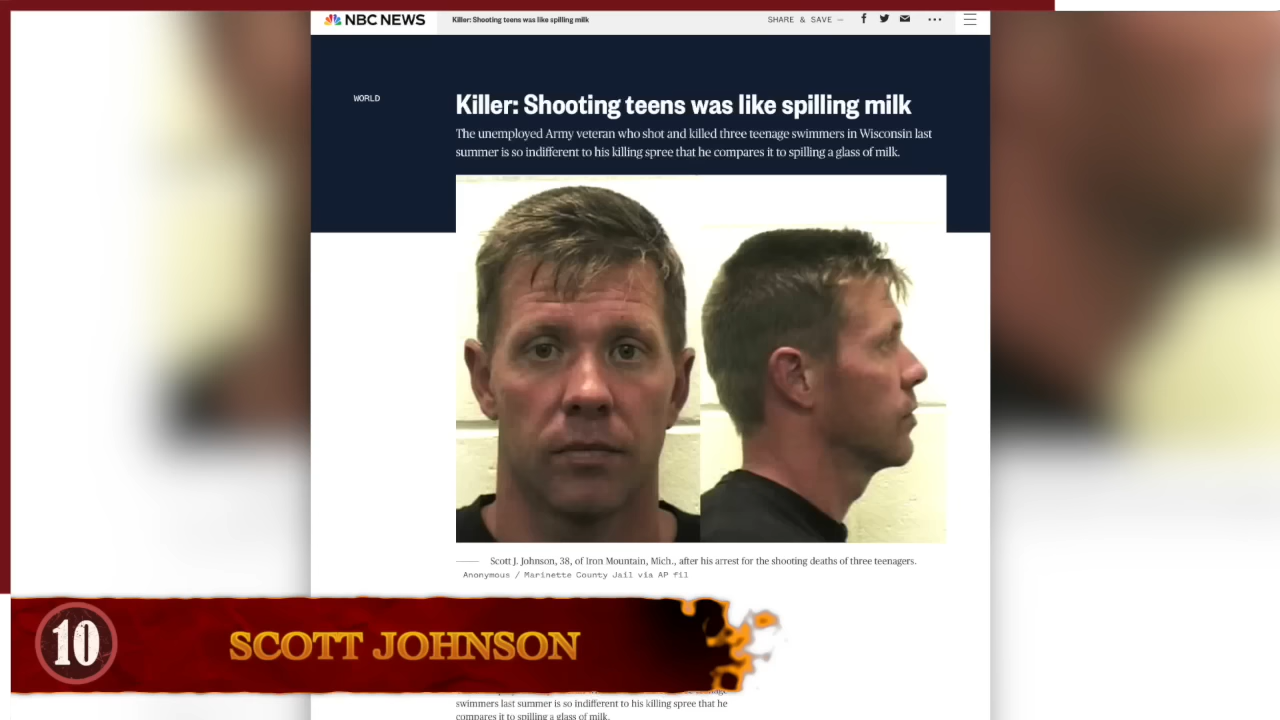 NBC NEWS
Killer: Shooting teens was like spilling milk
SHARE & SAVE —
WORLD
Killer: Shooting teens was like spilling milk
The unemployed Army veteran who shot and killed three teenage swimmers in Wisconsin last
summer is so indifferent to his killing spree that he compares it to spilling a glass of milk.
Scott J. Johnson, 38, of Iron Mountain, Mich., after his arrest for the shooting deaths of three teenagers.
Anonymous / Marinette County Jail via AP fil
10
SCOTT JOHNSON
swimmers last summer is so indifferent to his killing spree that he
compares it to spilling a glass of milk.